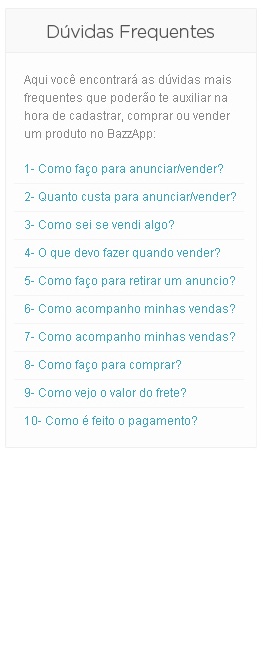 Dúvidas Frequentes
Aqui você encontrará as dúvidas mais
frequentes que poderão te auxiliar na
hora de cadastrar, comprar ou vender
um produto no BazzApp:
1- Como faço para anunciar/vender?
2- Quanto custa para anunciar/vender?
3- Como sei se vendi algo?
4- O que devo fazer quando vender?
5- Como faço para retirar um anuncio?
6- Como acompanho minhas vendas?
7- Como acompanho minhas vendas?
8- Como faço para comprar?
9- Como vejo o valor do frete?
10- Como é feito o pagamento?